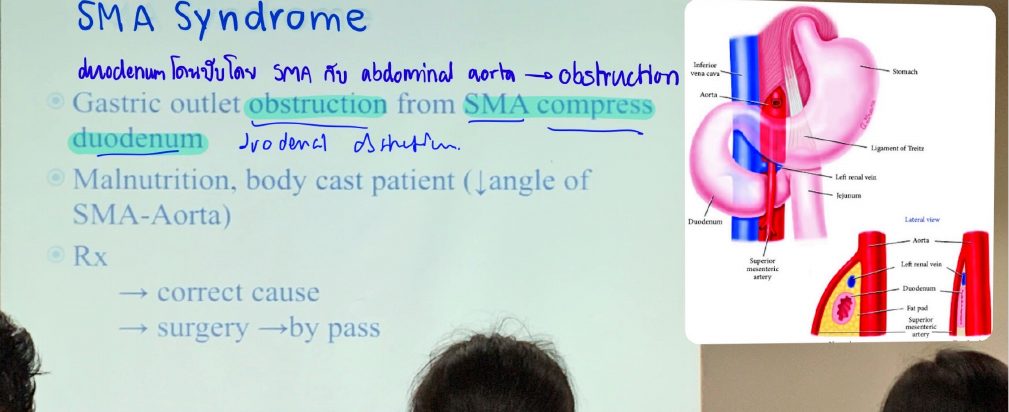 SMA Syndrome
duodenum โดนบีบโดย SMA กับ abdominal aorta → obstruction
Gastric outlet obstruction from SMA compress
duodenum duodenal obstruction.
Malnutrition, body cast patient (↓angle of
SMA-Aorta)
Rx
→ correct cause
→ surgery →by pass
Inferior
vena cava
Aorta
Stomach
Ligament of Treitz
Left renal vein
Jejunum
Duodenum
Superior
mesenteric
artery
Lateral view
Aorta
Left renal vein
Duodenum
Fat pad
Superior
mesenteric
artery